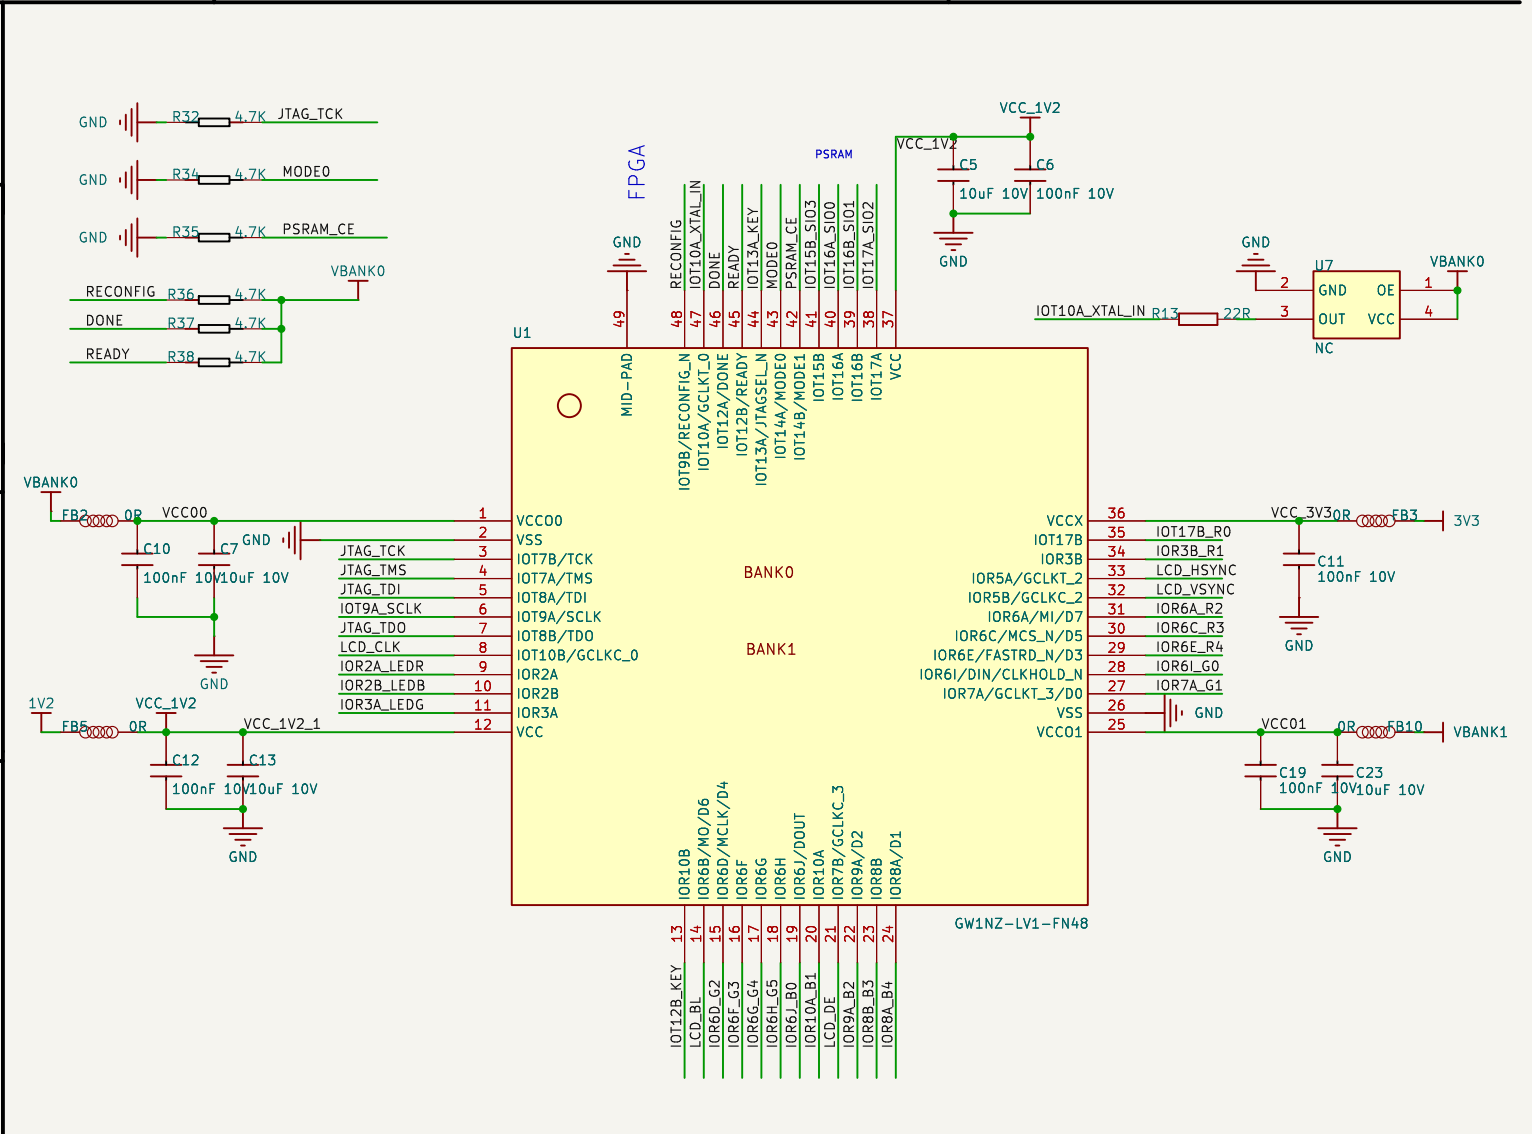 GND R32 4.7K JTAG_TCK
GND R34 4.7K MODE0
GND R35 4.7K PSRAM_CE
VBANK0
RECONFIG R36 4.7K
DONE R37 4.7K
READY R38 4.7K
FPGA
PSRAM
VCC_1V2
VCC_1V2
C5
10uF 10V
C6
100nF 10V
GND
GND
U7
VBANK0
2 GND OE 1
IOT10A_XTAL_IN R13 22R 3 OUT VCC 4
NC
GND
49
MID-PAD
RECONFIG 48 IOT9B/RECONFIG_N
IOT10A_XTAL_IN 47 IOT10A/GCLKT_0
DONE 46 IOT12A/DONE
READY 45 IOT12B/READY
IOT13A_KEY 44 IOT13A/JTAGSEL_N
MODE0 43 IOT14A/MODE0
PSRAM_CE 42 IOT14B/MODE1
IOT15B_SIO3 41 IOT15B
IOT16A_SIO0 40 IOT16A
IOT16B_SIO1 39 IOT16B
IOT17A_SIO2 38 IOT17A
37 VCC
U1
VBANK0
FB2 0R VCCO0
C10
100nF 10V
C7
10uF 10V
GND
GND
1 VCCO0
2 VSS
JTAG_TCK 3 IOT7B/TCK
JTAG_TMS 4 IOT7A/TMS
JTAG_TDI 5 IOT8A/TDI
IOT9A_SCLK 6 IOT9A/SCLK
JTAG_TDO 7 IOT8B/TDO
LCD_CLK 8 IOT10B/GCLKC_0
IOR2A_LEDR 9 IOR2A
IOR2B_LEDB 10 IOR2B
IOR3A_LEDG 11 IOR3A
12 VCC
1V2
FB5 0R
VCC_1V2
VCC_1V2_1
C12
100nF 10V
C13
10uF 10V
GND
BANK0
BANK1
VCCX 36 VCC_3V3 0R FB3 3V3
IOT17B 35 IOT17B_R0
IOR3B 34 IOR3B_R1
IOR5A/GCLKT_2 33 LCD_HSYNC
IOR5B/GCLKC_2 32 LCD_VSYNC
IOR6A/MI/D7 31 IOR6A_R2
IOR6C/MCS_N/D5 30 IOR6C_R3
IOR6E/FASTRD_N/D3 29 IOR6E_R4
IOR6I/DIN/CLKHOLD_N 28 IOR6I_G0
IOR7A/GCLKT_3/D0 27 IOR7A_G1
VSS 26 GND
VCCO1 25 VCCO1 0R FB10 VBANK1
C11
100nF 10V
GND
C19
100nF 10V
C23
10uF 10V
GND
IOR10B 13 IOT12B_KEY
IOR6B/MO/D6 14 LCD_BL
IOR6D/MCLK/D4 15 IOR6D_G2
IOR6F 16 IOR6F_G3
IOR6G 17 IOR6G_G4
IOR6H 18 IOR6H_G5
IOR6J/DOUT 19 IOR6J_B0
IOR10A 20 IOR10A_B1
IOR7B/GCLKC_3 21 LCD_DE
IOR9A/D2 22 IOR9A_B2
IOR8B 23 IOR8B_B3
IOR8A/D1 24 IOR8A_B4
GW1NZ-LV1-FN48